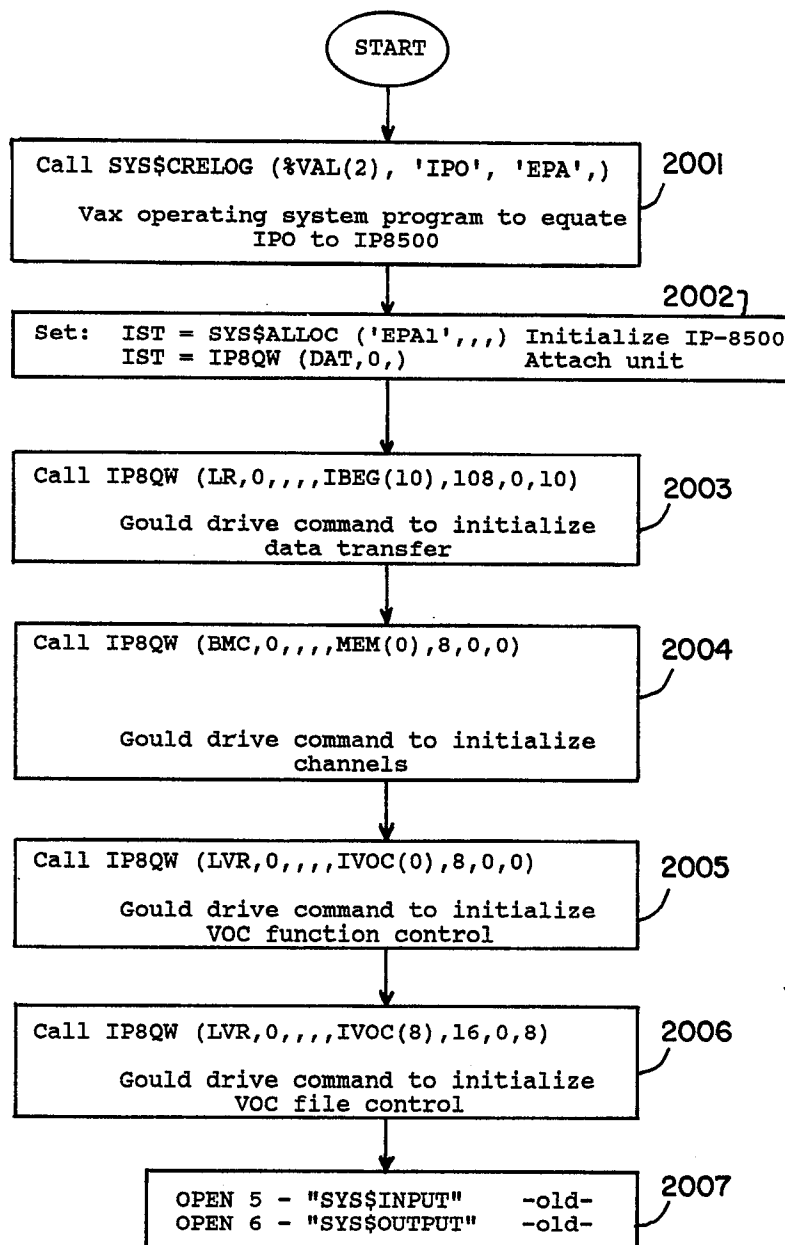 START
Call SYS$CRELOG (%VAL(2), 'IPO', 'EPA',)
2001
Vax operating system program to equate
IPO to IP8500
2002
Set: IST = SYS$ALLOC ('EPA1',,,) Initialize IP-8500
IST = IP8QW (DAT,0,) Attach unit
Call IP8QW (LR,0,,,,IBEG(10),108,0,10)
2003
Gould drive command to initialize
data transfer
Call IP8QW (BMC,0,,,,MEM(0),8,0,0)
2004
Gould drive command to initialize
channels
Call IP8QW (LVR,0,,,,IVOC(0),8,0,0)
2005
Gould drive command to initialize
VOC function control
Call IP8QW (LVR,0,,,,IVOC(8),16,0,8)
2006
Gould drive command to initialize
VOC file control
2007
OPEN 5 - "SYS$INPUT" -old-
OPEN 6 - "SYS$OUTPUT" -old-